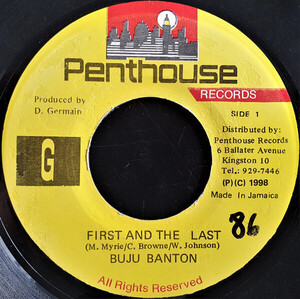 Penthouse
RECORDS
Produced by
D. Germain
SIDE 1
Distributed by:
Penthouse Records
6 Ballater Avenue
Kingston 10
Tel.: 929-7446
(P)(C) 1998
Made in Jamaica
G
86
FIRST AND THE LAST
(M. Myrie/C. Browne/W. Johnson)
BUJU BANTON
All Rights Reserved